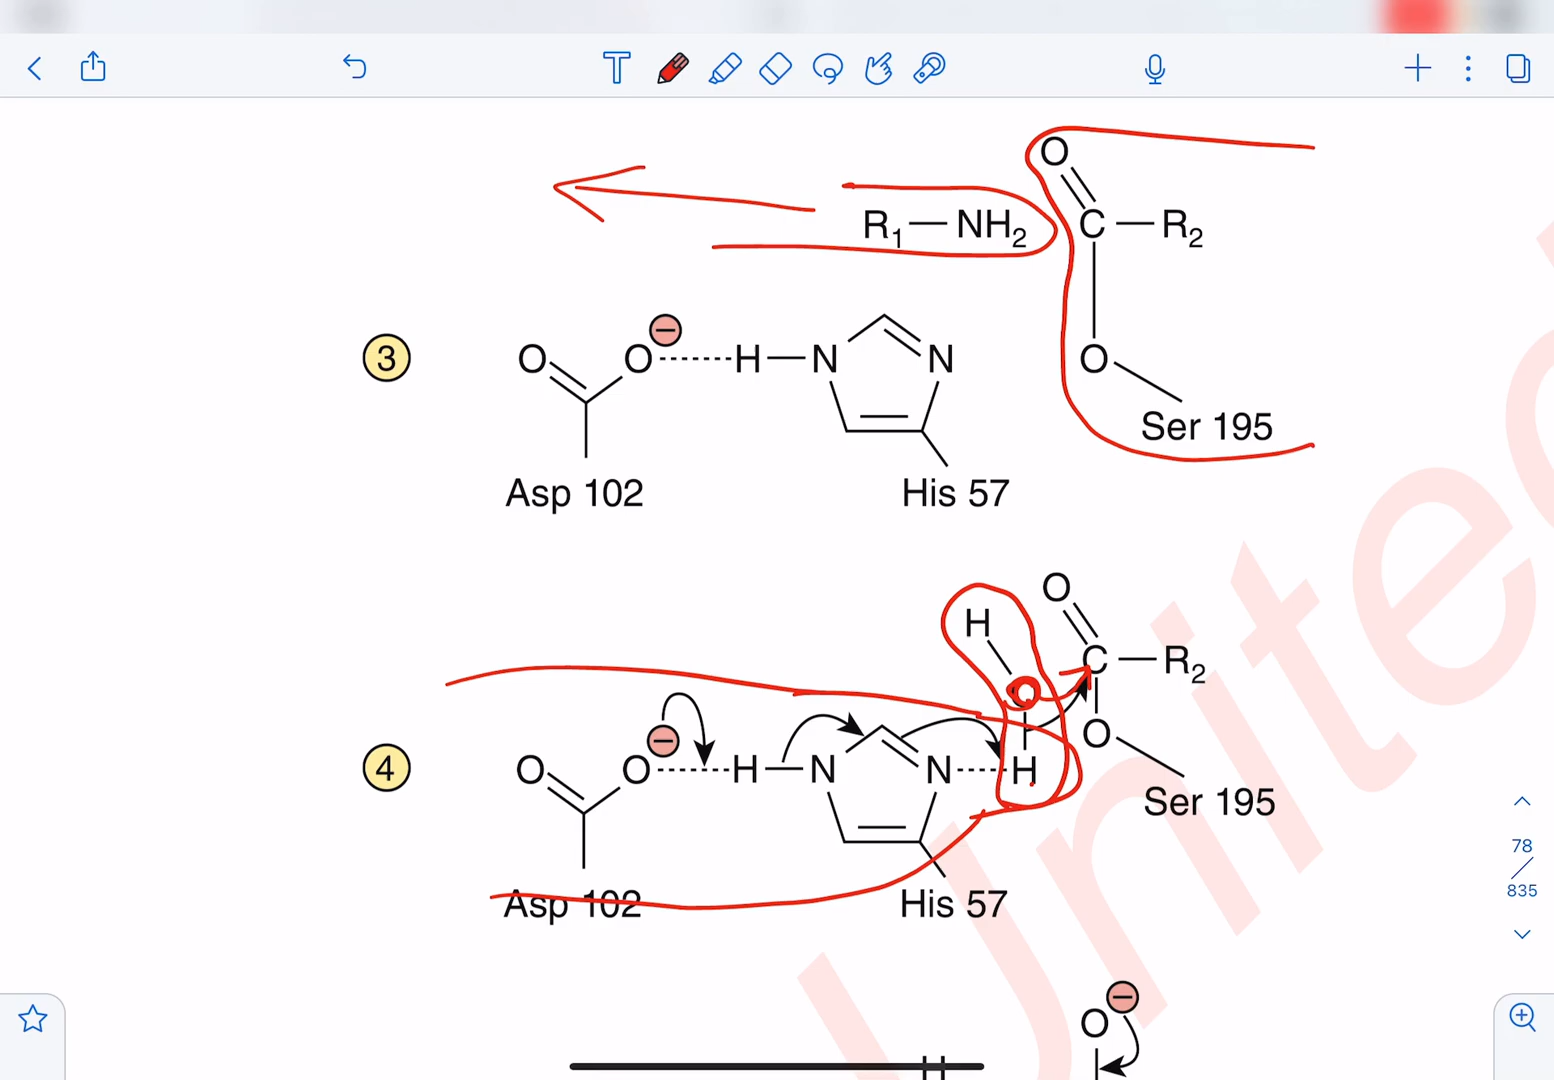 T
O
R1—NH2 C—R2
3
O O − H—N N O
Ser 195
Asp 102 His 57
O
H
C—R2
O
O
4
O O − H—N N H
Ser 195
Asp 102 His 57
78
835
−
O
H
United